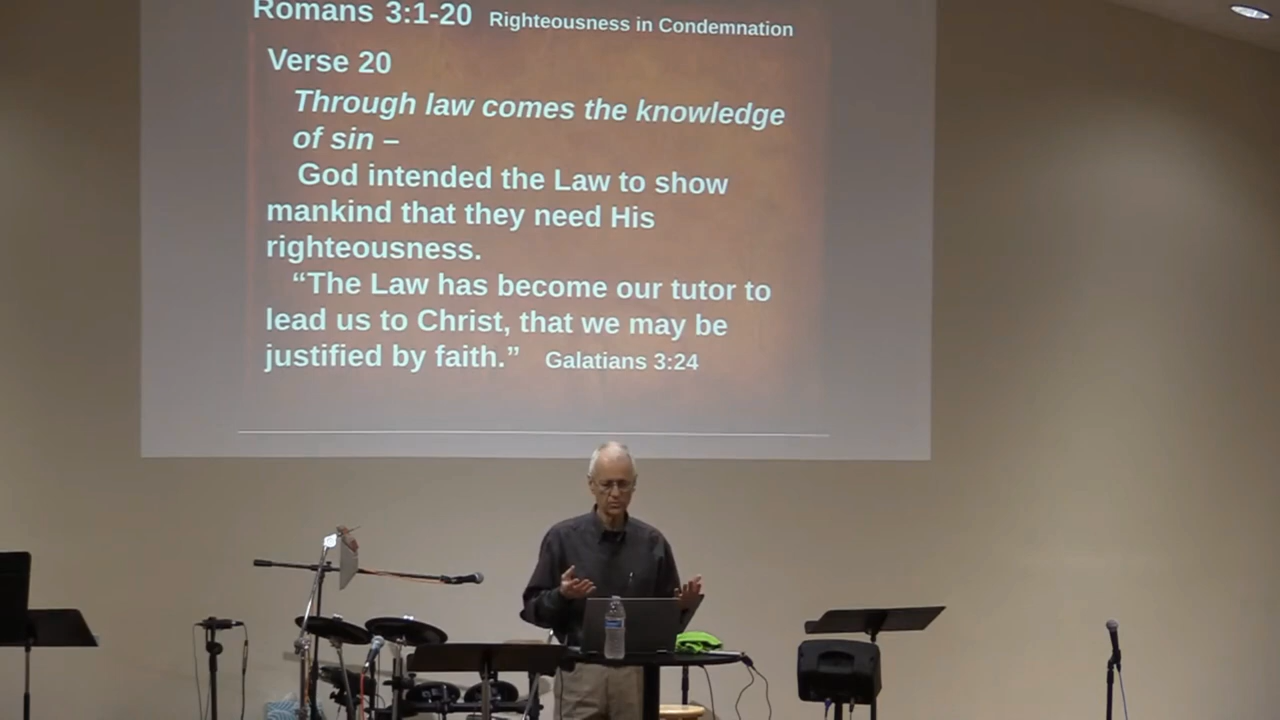 Romans 3:1-20 Righteousness in Condemnation
Verse 20
Through law comes the knowledge
of sin –
God intended the Law to show
mankind that they need His
righteousness.
“The Law has become our tutor to
lead us to Christ, that we may be
justified by faith.” Galatians 3:24